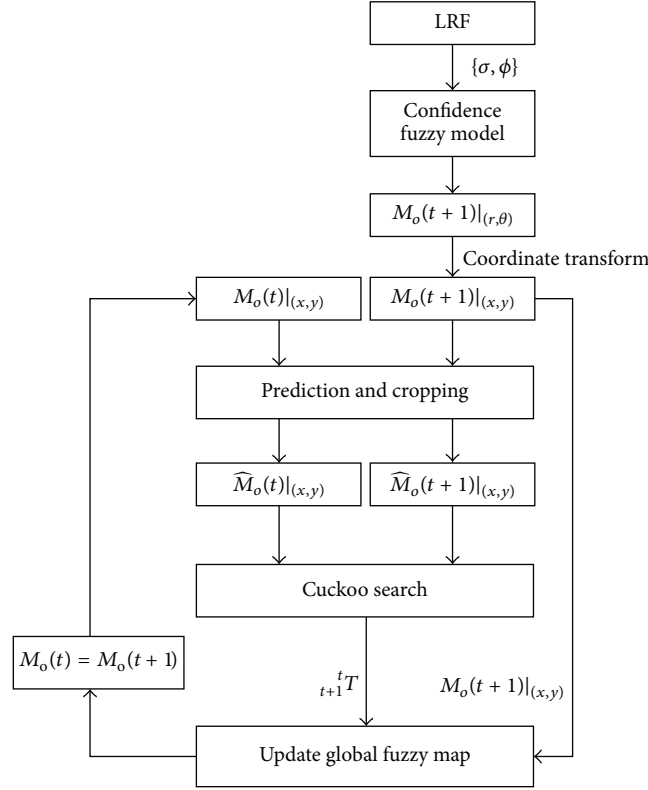 LRF
{σ, ϕ}
Confidence
fuzzy model
M_o(t + 1)|_(r,θ)
Coordinate transform
M_o(t)|_(x,y)
M_o(t + 1)|_(x,y)
Prediction and cropping
M̂_o(t)|_(x,y)
M̂_o(t + 1)|_(x,y)
Cuckoo search
M_o(t) = M_o(t + 1)
^t_{t+1}T
M_o(t + 1)|_(x,y)
Update global fuzzy map